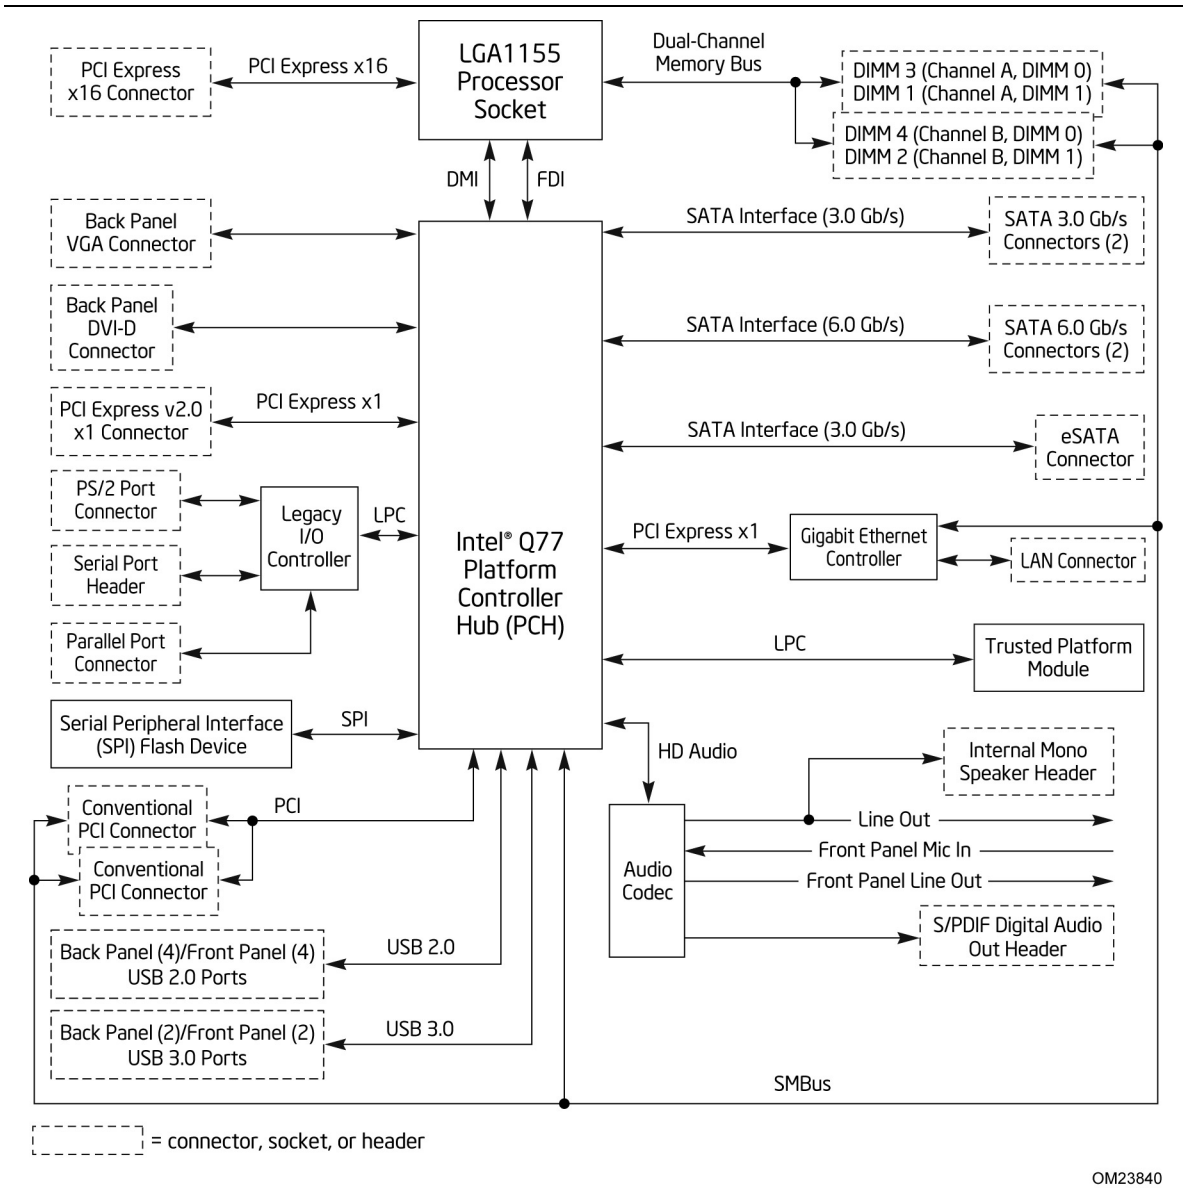 LGA1155
Processor
Socket
PCI Express
x16 Connector
PCI Express x16
Dual-Channel
Memory Bus
DIMM 3 (Channel A, DIMM 0)
DIMM 1 (Channel A, DIMM 1)
DIMM 4 (Channel B, DIMM 0)
DIMM 2 (Channel B, DIMM 1)
DMI
FDI
Back Panel
VGA Connector
SATA Interface (3.0 Gb/s)
SATA 3.0 Gb/s
Connectors (2)
Back Panel
DVI-D
Connector
SATA Interface (6.0 Gb/s)
SATA 6.0 Gb/s
Connectors (2)
PCI Express v2.0
x1 Connector
PCI Express x1
SATA Interface (3.0 Gb/s)
eSATA
Connector
PS/2 Port
Connector
Serial Port
Header
Parallel Port
Connector
Legacy
I/O
Controller
LPC
Intel® Q77
Platform
Controller
Hub (PCH)
PCI Express x1
Gigabit Ethernet
Controller
LAN Connector
LPC
Trusted Platform
Module
Serial Peripheral Interface
(SPI) Flash Device
SPI
HD Audio
Internal Mono
Speaker Header
Conventional
PCI Connector
PCI
Conventional
PCI Connector
Audio
Codec
Line Out
Front Panel Mic In
Front Panel Line Out
S/PDIF Digital Audio
Out Header
Back Panel (4)/Front Panel (4)
USB 2.0 Ports
USB 2.0
Back Panel (2)/Front Panel (2)
USB 3.0 Ports
USB 3.0
SMBus
= connector, socket, or header
OM23840